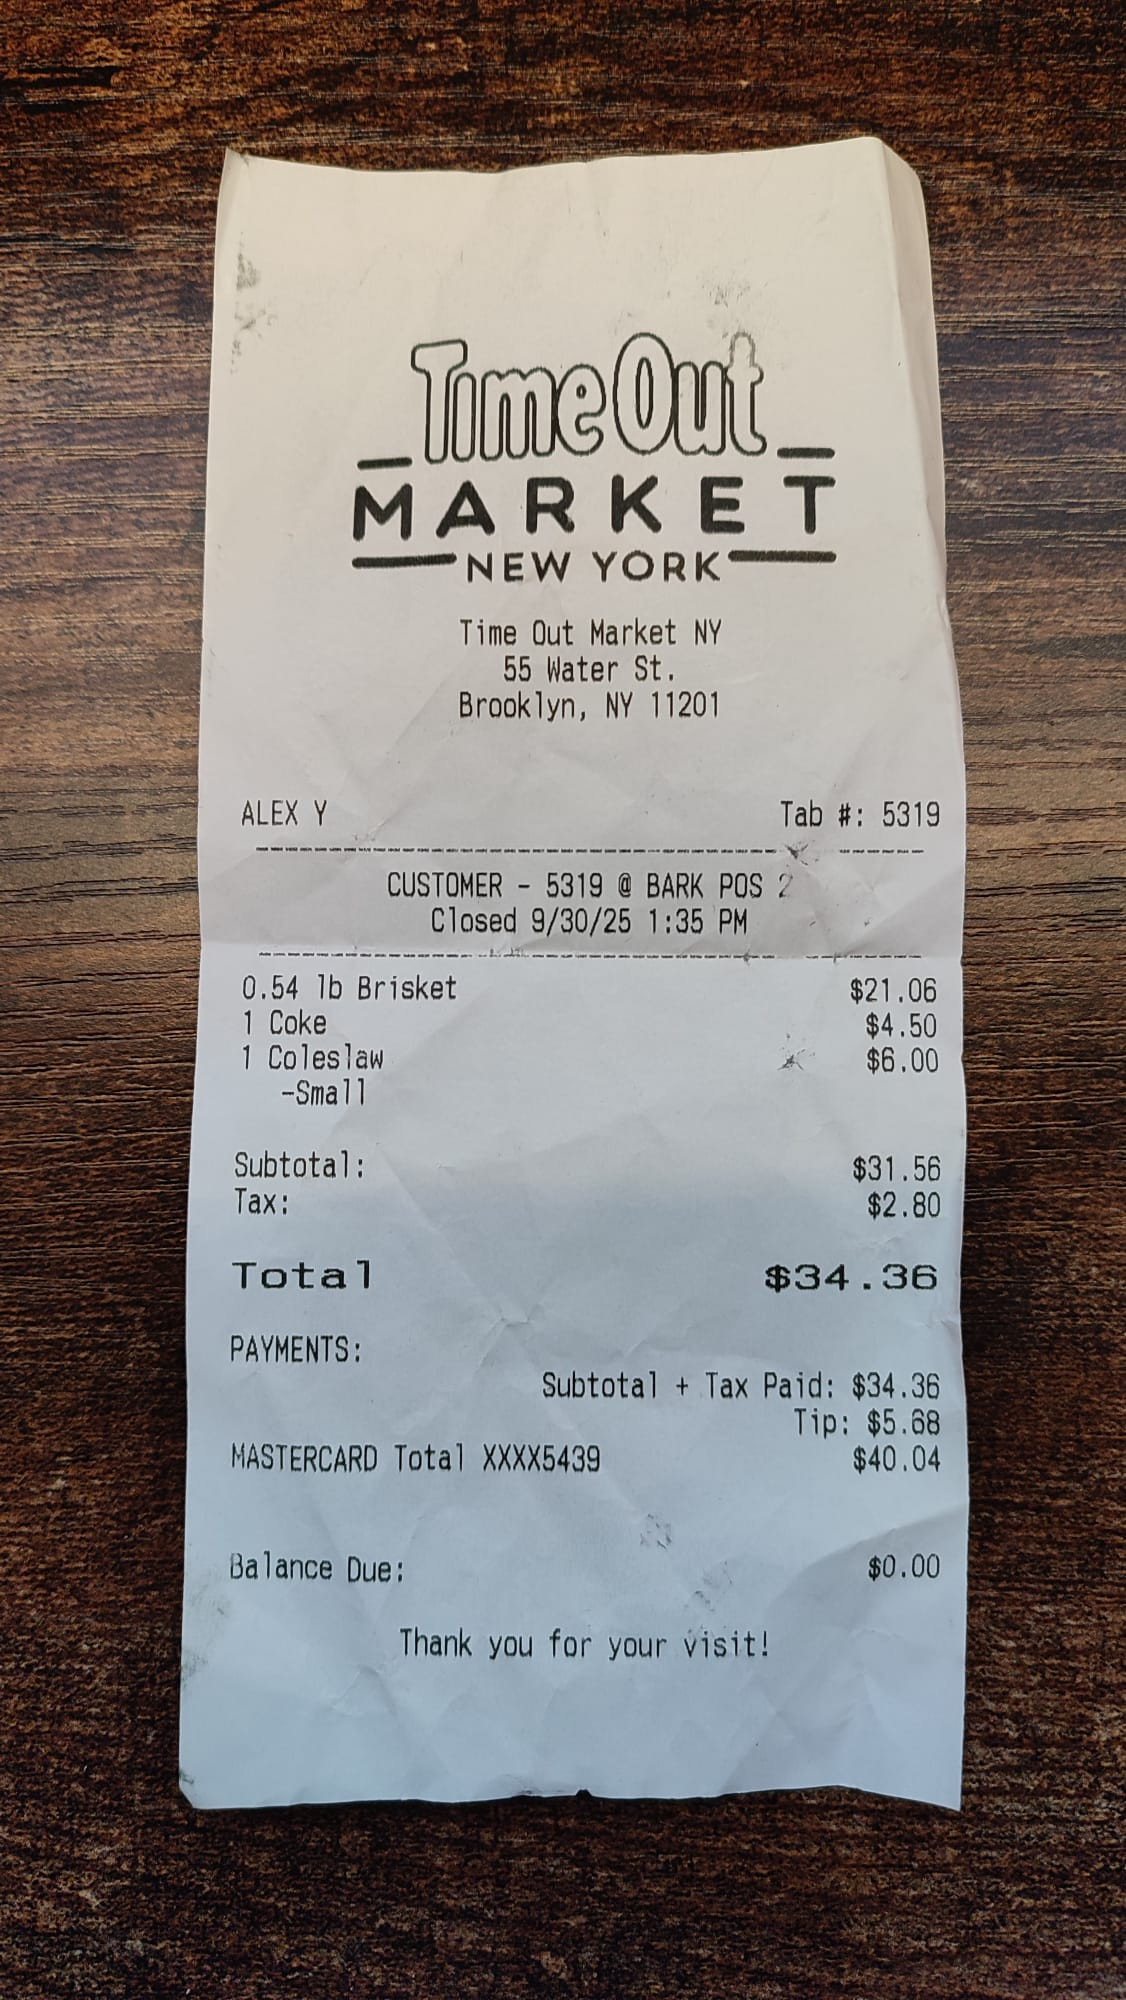 Time Out
MARKET
NEW YORK
Time Out Market NY
55 Water St.
Brooklyn, NY 11201
ALEX Y Tab #: 5319
CUSTOMER - 5319 @ BARK POS 2
Closed 9/30/25 1:35 PM
0.54 lb Brisket $21.06
1 Coke $4.50
1 Coleslaw $6.00
-Small
Subtotal: $31.56
Tax: $2.80
Total $34.36
PAYMENTS:
Subtotal + Tax Paid: $34.36
Tip: $5.68
MASTERCARD Total XXXX5439 $40.04
Balance Due: $0.00
Thank you for your visit!